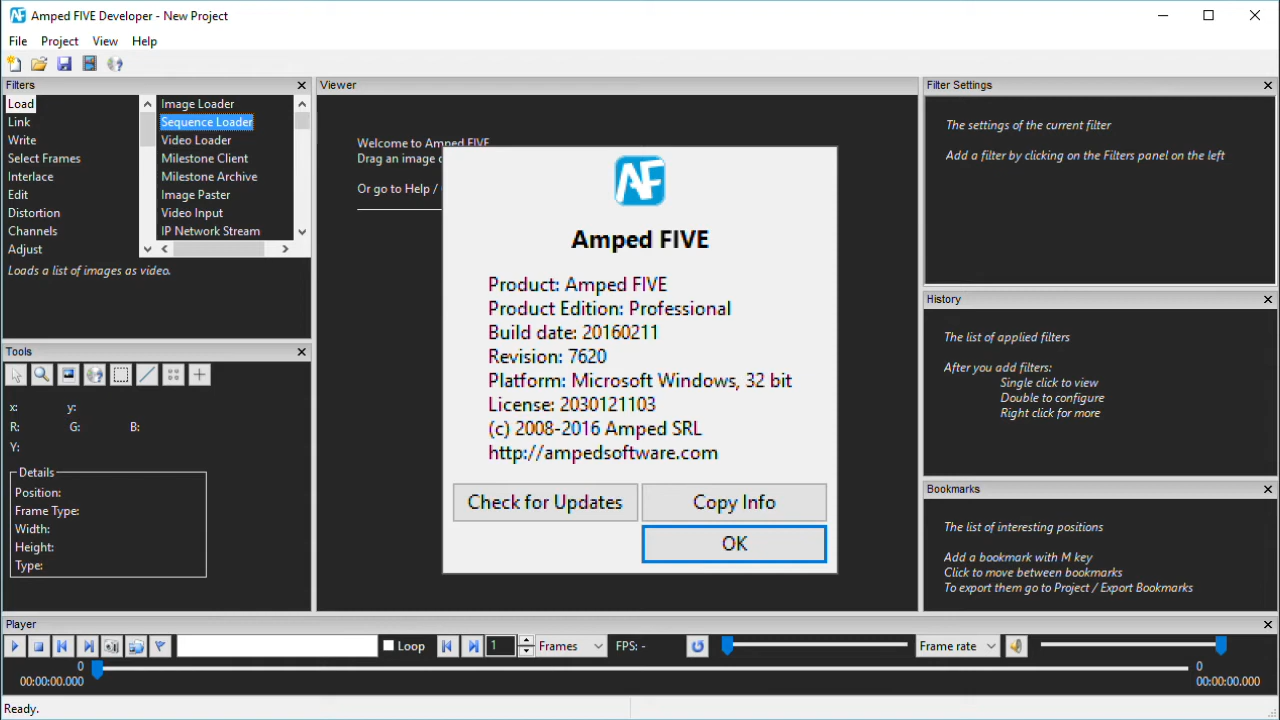 Amped FIVE Developer - New Project
File Project View Help
Filters
Load
Link
Write
Select Frames
Interlace
Edit
Distortion
Channels
Adjust
Image Loader
Sequence Loader
Video Loader
Milestone Client
Milestone Archive
Image Paster
Video Input
IP Network Stream
Loads a list of images as video.
Tools
x: y:
R: G: B:
Y:
Details
Position:
Frame Type:
Width:
Height:
Type:
Viewer
Welcome to Amped FIVE
Drag an image
Or go to Help /
AF
Amped FIVE
Product: Amped FIVE
Product Edition: Professional
Build date: 20160211
Revision: 7620
Platform: Microsoft Windows, 32 bit
License: 2030121103
(c) 2008-2016 Amped SRL
http://ampedsoftware.com
Check for Updates
Copy Info
OK
Filter Settings
The settings of the current filter
Add a filter by clicking on the Filters panel on the left
History
The list of applied filters
After you add filters:
Single click to view
Double to configure
Right click for more
Bookmarks
The list of interesting positions
Add a bookmark with M key
Click to move between bookmarks
To export them go to Project / Export Bookmarks
Player
Loop 1 Frames FPS: - Frame rate
0 0
00:00:00.000 00:00:00.000
Ready.